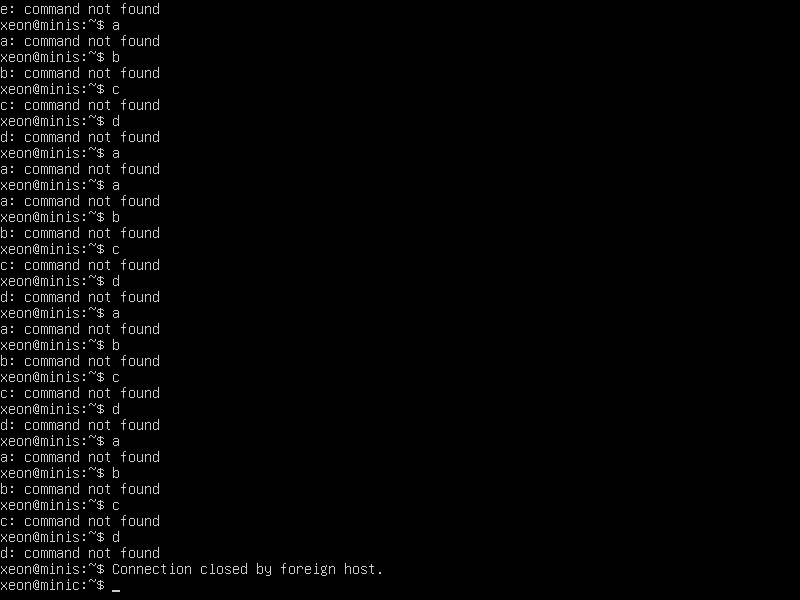 e: command not found
xeon@minis:~$ a
a: command not found
xeon@minis:~$ b
b: command not found
xeon@minis:~$ c
c: command not found
xeon@minis:~$ d
d: command not found
xeon@minis:~$ a
a: command not found
xeon@minis:~$ a
a: command not found
xeon@minis:~$ b
b: command not found
xeon@minis:~$ c
c: command not found
xeon@minis:~$ d
d: command not found
xeon@minis:~$ a
a: command not found
xeon@minis:~$ b
b: command not found
xeon@minis:~$ c
c: command not found
xeon@minis:~$ d
d: command not found
xeon@minis:~$ a
a: command not found
xeon@minis:~$ b
b: command not found
xeon@minis:~$ c
c: command not found
xeon@minis:~$ d
d: command not found
xeon@minis:~$ Connection closed by foreign host.
xeon@minic:~$ _